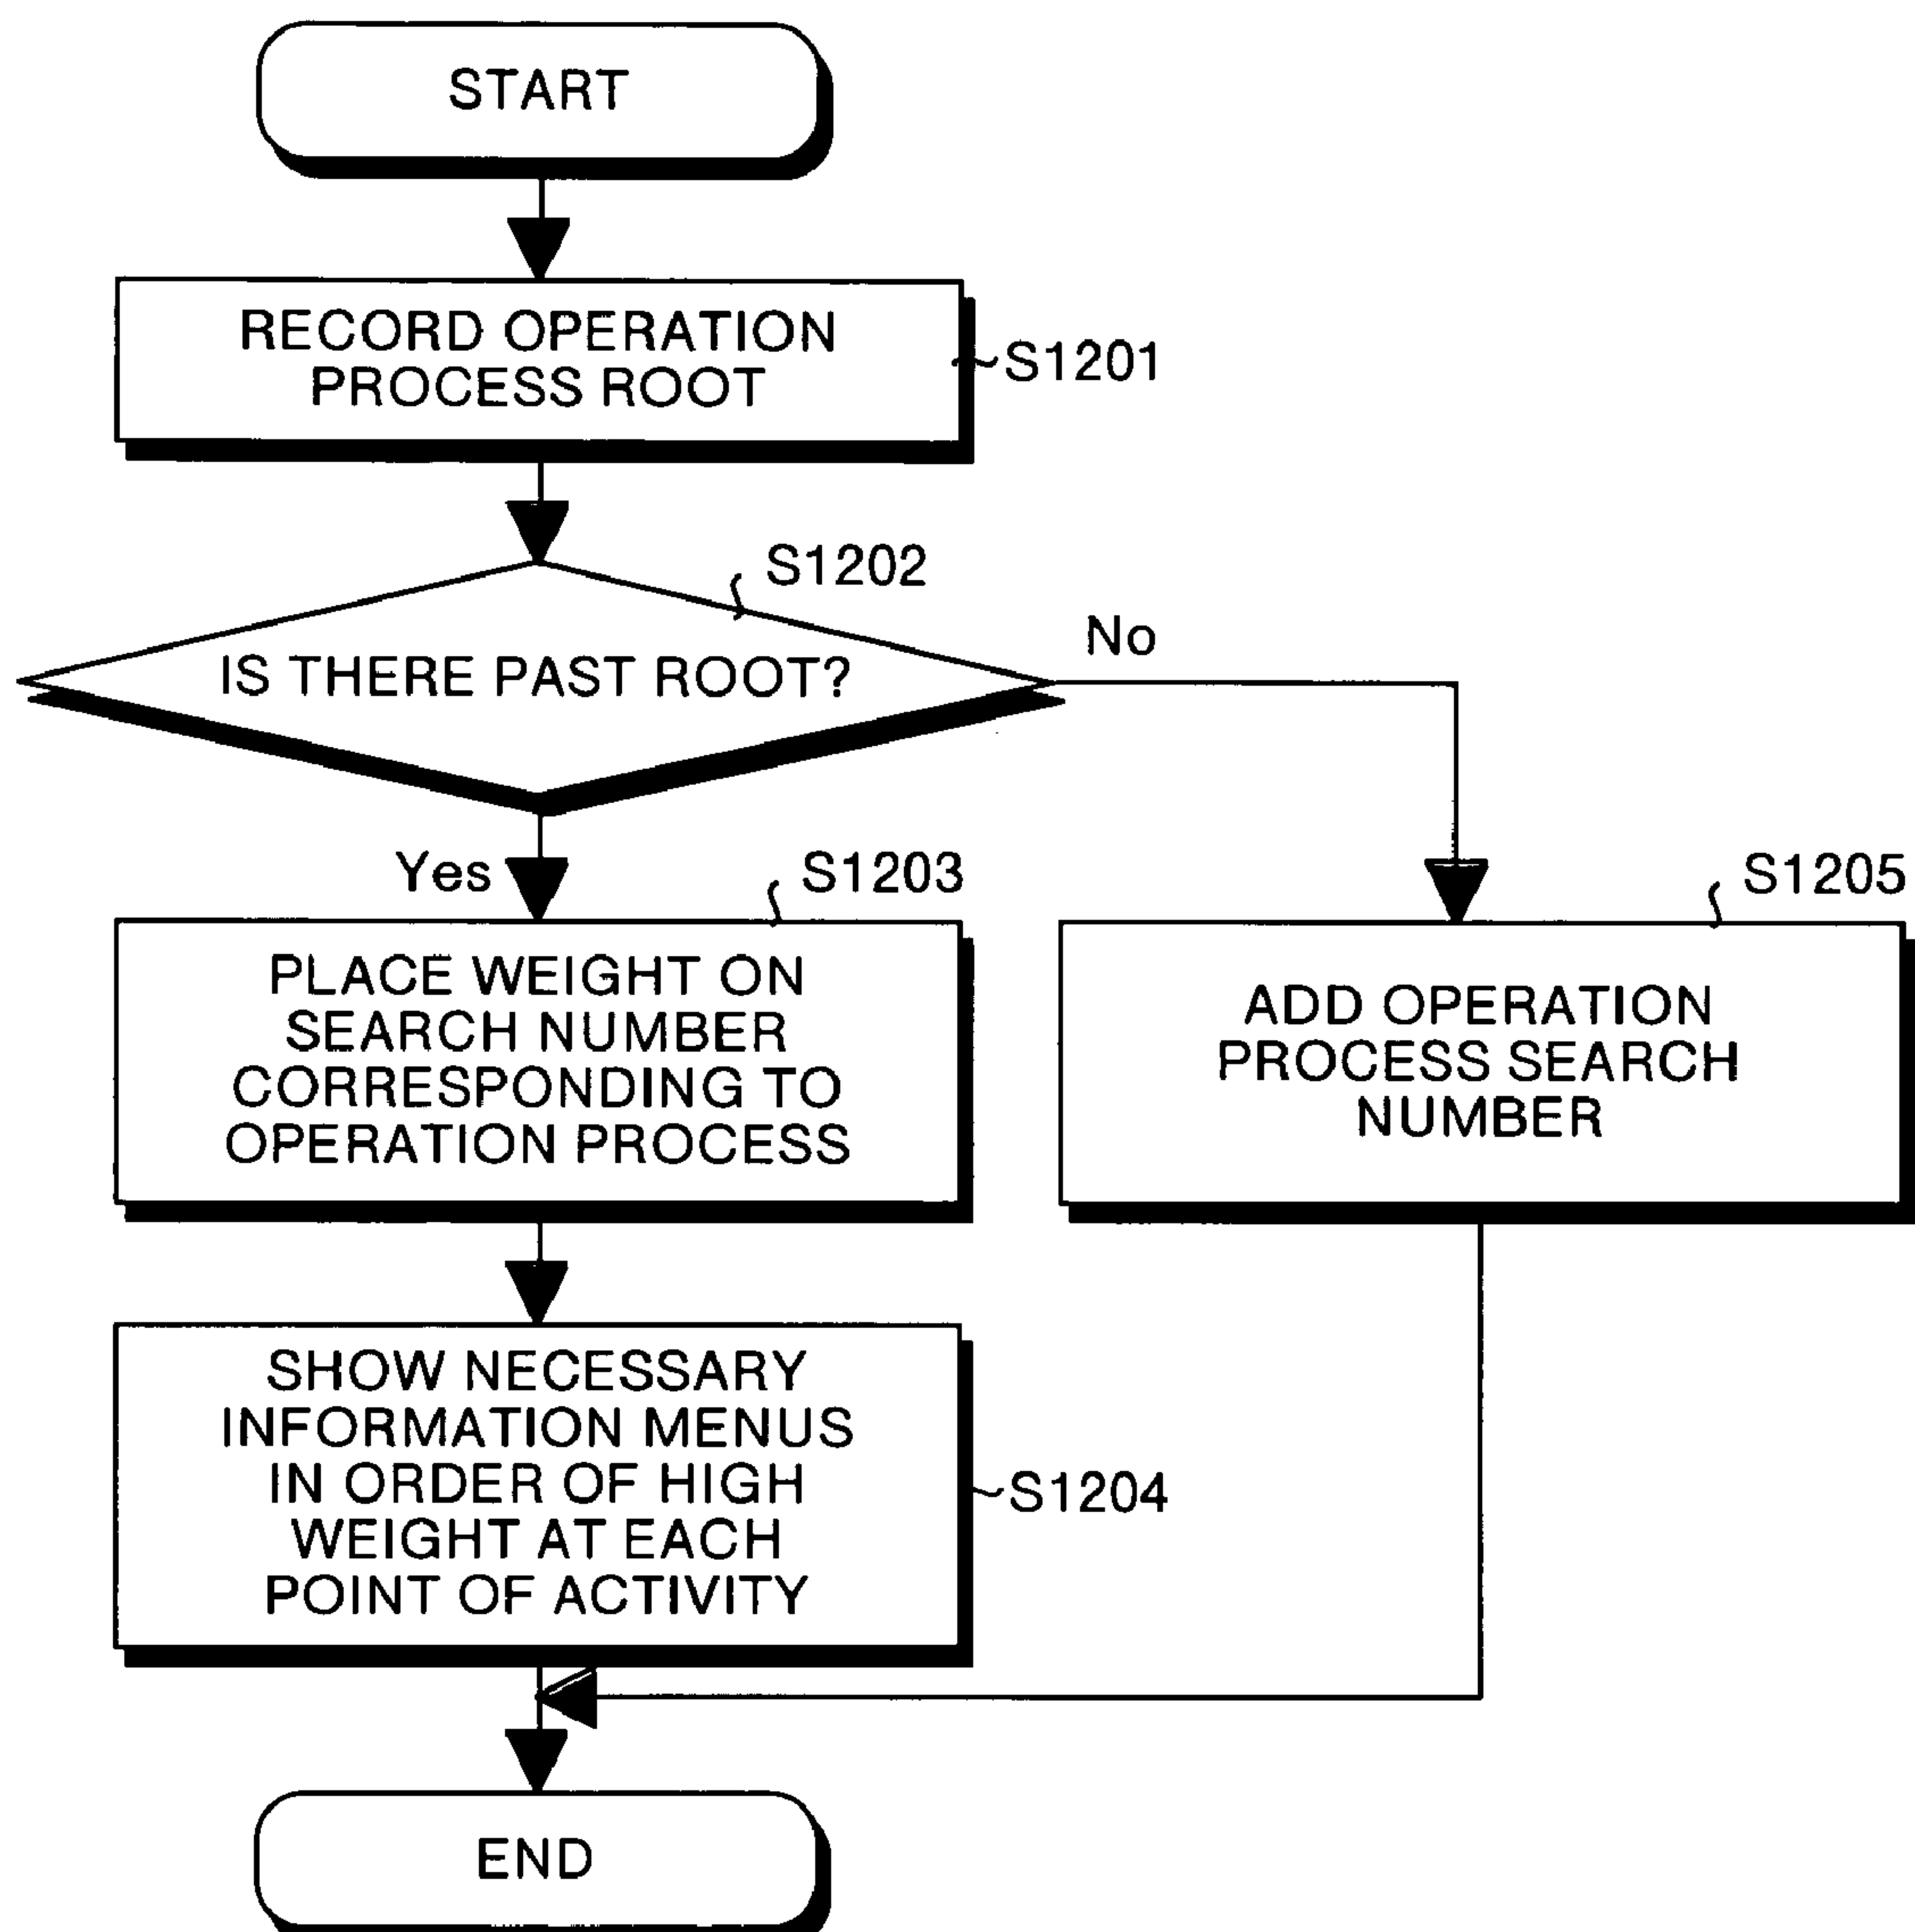 START
RECORD OPERATION
PROCESS ROOT
S1201
S1202
IS THERE PAST ROOT?
No
Yes
S1203
PLACE WEIGHT ON
SEARCH NUMBER
CORRESPONDING TO
OPERATION PROCESS
S1205
ADD OPERATION
PROCESS SEARCH
NUMBER
SHOW NECESSARY
INFORMATION MENUS
IN ORDER OF HIGH
WEIGHT AT EACH
POINT OF ACTIVITY
S1204
END